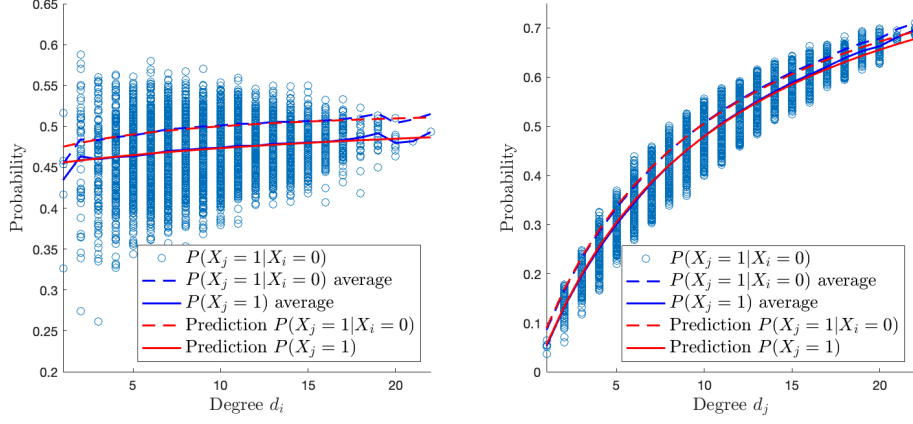 0.65
0.6
0.55
0.5
0.45
0.4
0.35
0.3
0.25
0.2
Probability
5
10
15
20
Degree $d_i$
$P(X_j = 1|X_i = 0)$
$P(X_j = 1|X_i = 0)$ average
$P(X_j = 1)$ average
Prediction $P(X_j = 1|X_i = 0)$
Prediction $P(X_j = 1)$
0.7
0.6
0.5
0.4
0.3
0.2
0.1
0
Probability
5
10
15
20
Degree $d_j$
$P(X_j = 1|X_i = 0)$
$P(X_j = 1|X_i = 0)$ average
$P(X_j = 1)$ average
Prediction $P(X_j = 1|X_i = 0)$
Prediction $P(X_j = 1)$